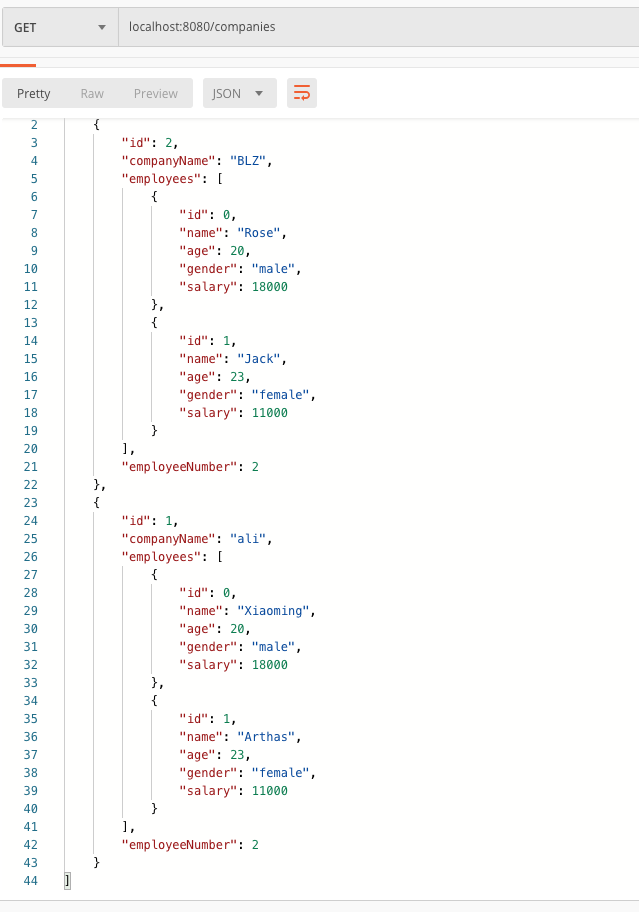 GET localhost:8080/companies
Pretty Raw Preview JSON
2 {
3 "id": 2,
4 "companyName": "BLZ",
5 "employees": [
6 {
7 "id": 0,
8 "name": "Rose",
9 "age": 20,
10 "gender": "male",
11 "salary": 18000
12 },
13 {
14 "id": 1,
15 "name": "Jack",
16 "age": 23,
17 "gender": "female",
18 "salary": 11000
19 }
20 ],
21 "employeeNumber": 2
22 },
23 {
24 "id": 1,
25 "companyName": "ali",
26 "employees": [
27 {
28 "id": 0,
29 "name": "Xiaoming",
30 "age": 20,
31 "gender": "male",
32 "salary": 18000
33 },
34 {
35 "id": 1,
36 "name": "Arthas",
37 "age": 23,
38 "gender": "female",
39 "salary": 11000
40 }
41 ],
42 "employeeNumber": 2
43 }
44 ]